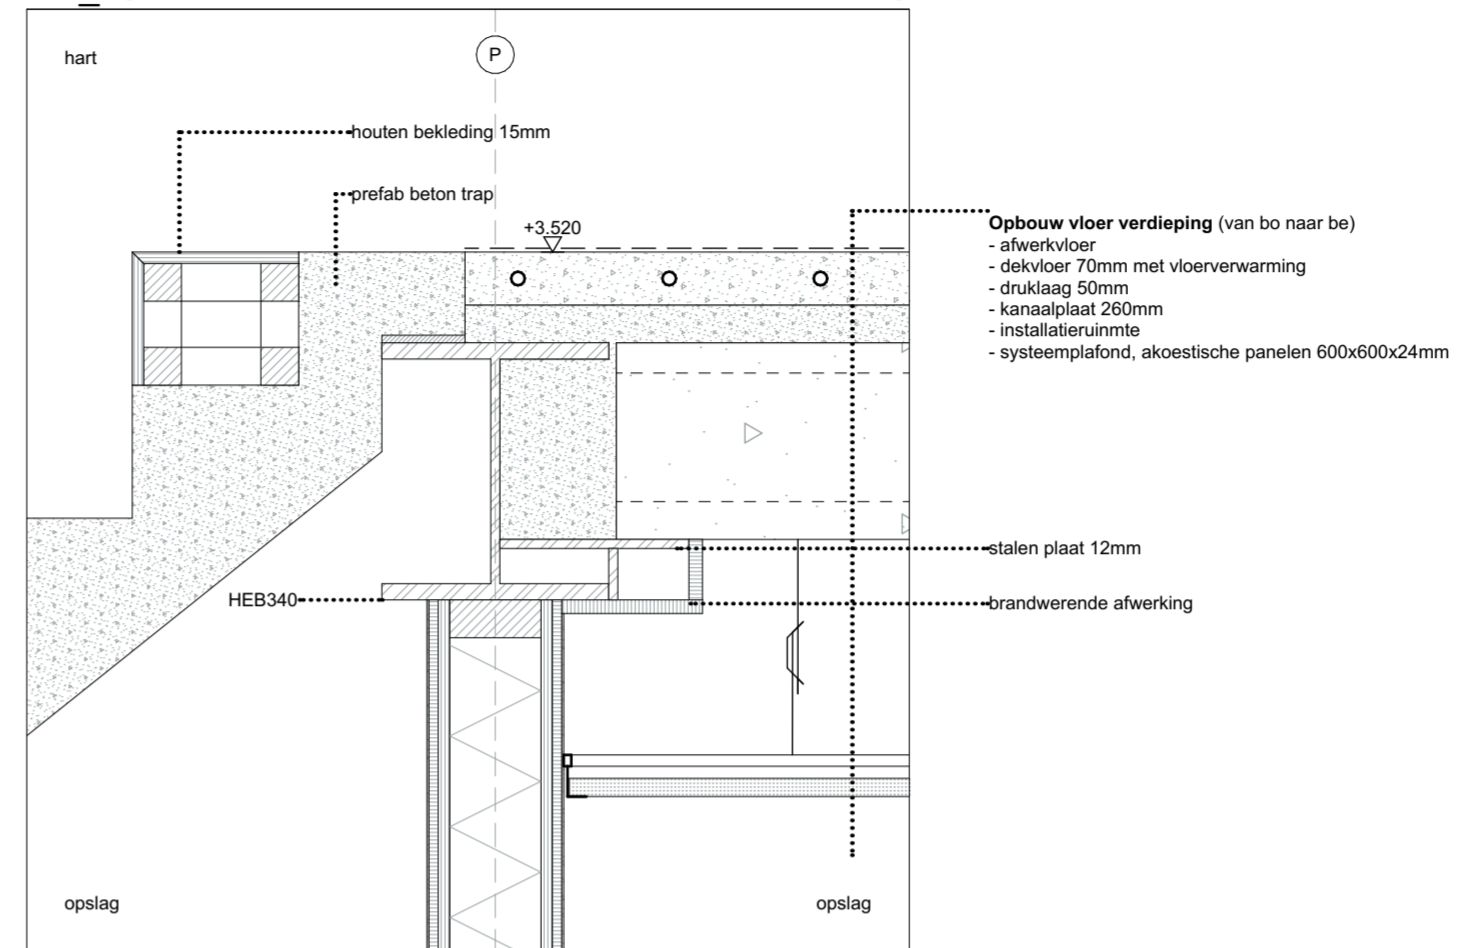 hart
P
houten bekleding 15mm
prefab beton trap
+3.520
Opbouw vloer verdieping (van bo naar be)
- afwerkvloer
- dekvloer 70mm met vloerverwarming
- druklaag 50mm
- kanaalplaat 260mm
- installatieruinmte
- systeemplafond, akoestische panelen 600x600x24mm
stalen plaat 12mm
HEB340
brandwerende afwerking
opslag
opslag